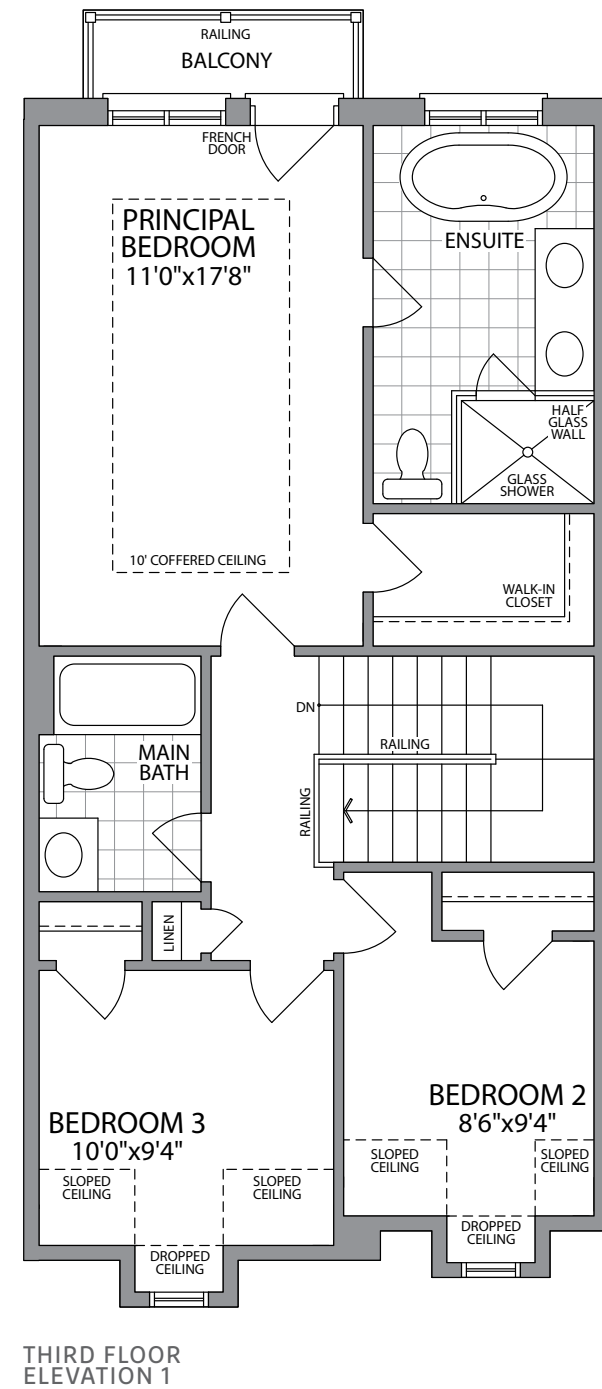 RAILING
BALCONY
FRENCH
DOOR
PRINCIPAL
BEDROOM
11'0"x17'8"
ENSUITE
HALF
GLASS
WALL
GLASS
SHOWER
10' COFFERED CEILING
WALK-IN
CLOSET
DN
RAILING
RAILING
MAIN
BATH
LINEN
BEDROOM 2
8'6"x9'4"
BEDROOM 3
10'0"x9'4"
SLOPED
CEILING
SLOPED
CEILING
SLOPED
CEILING
SLOPED
CEILING
DROPPED
CEILING
DROPPED
CEILING
THIRD FLOOR
ELEVATION 1